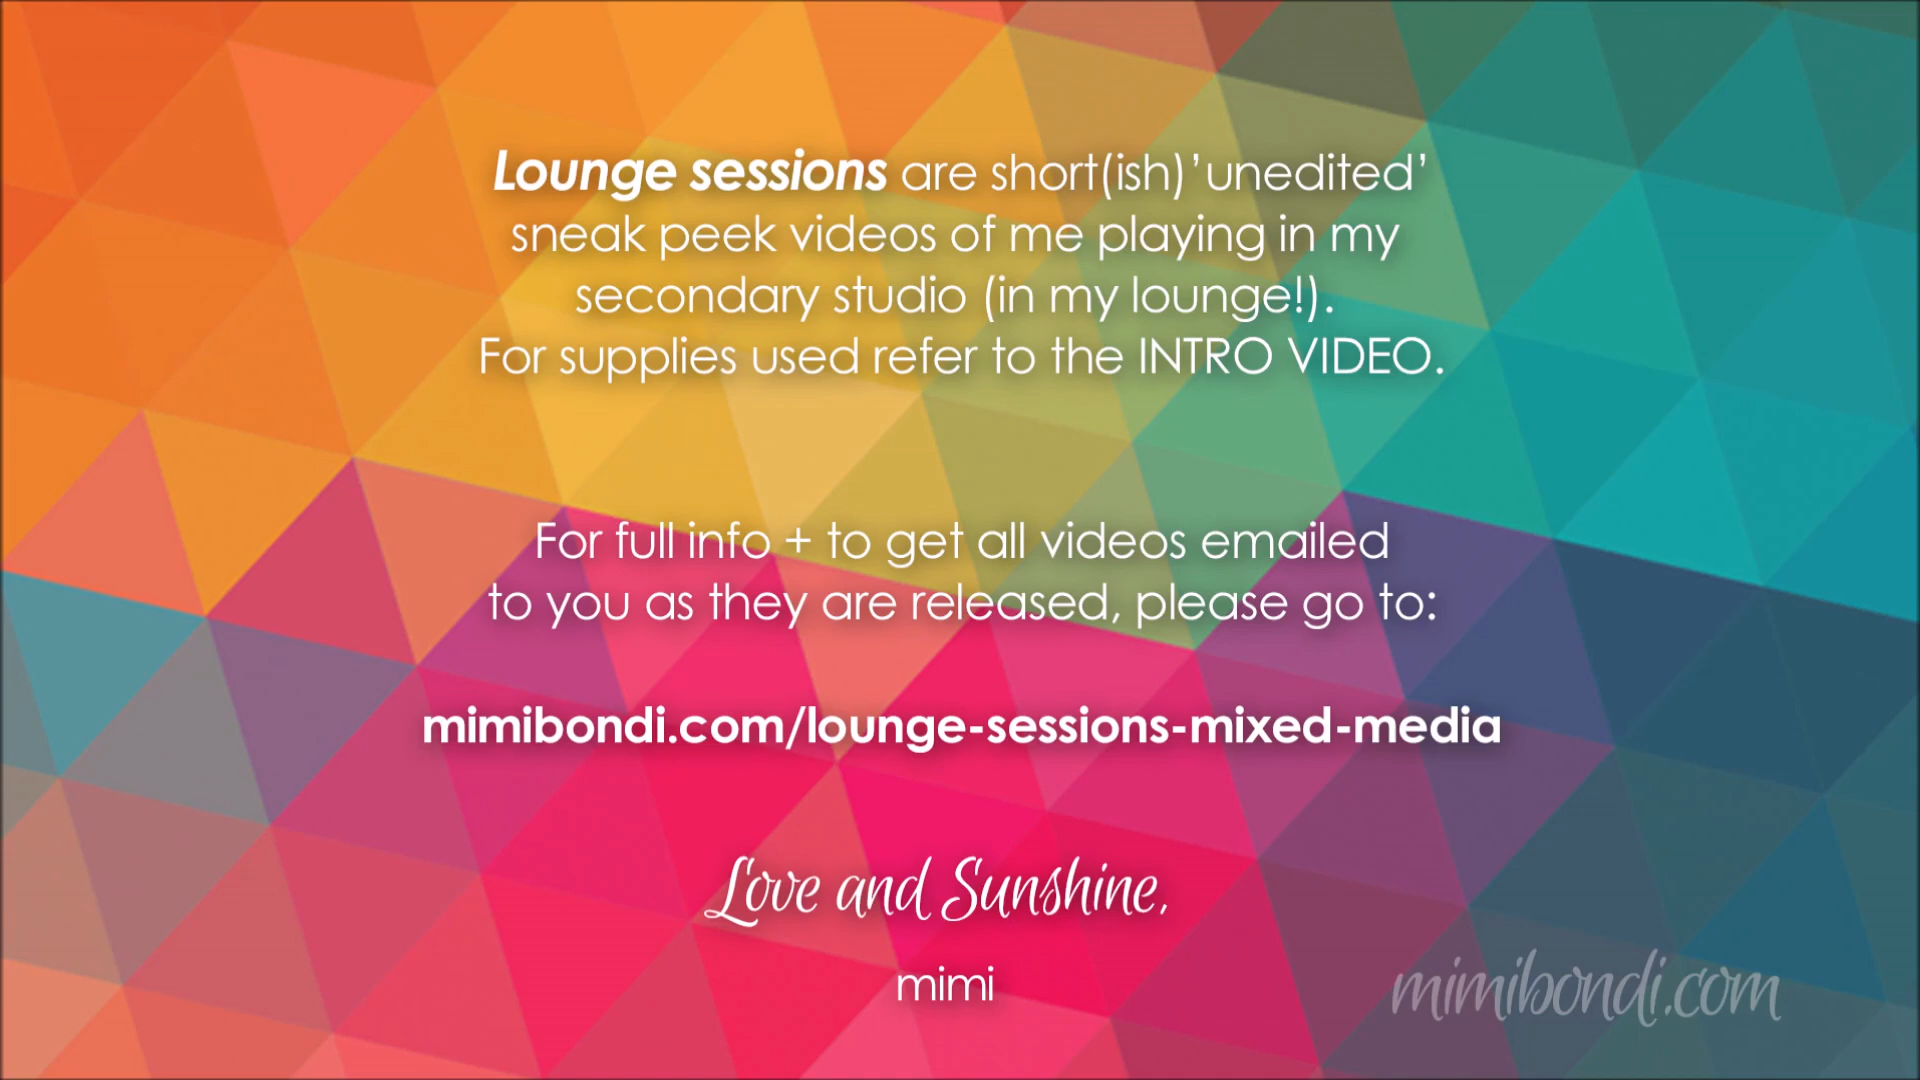 Lounge sessions are short(ish)’unedited’
sneak peek videos of me playing in my
secondary studio (in my lounge!).
For supplies used refer to the INTRO VIDEO.
For full info + to get all videos emailed
to you as they are released, please go to:
mimibondi.com/lounge-sessions-mixed-media
Love and Sunshine,
mimi
mimibondi.com